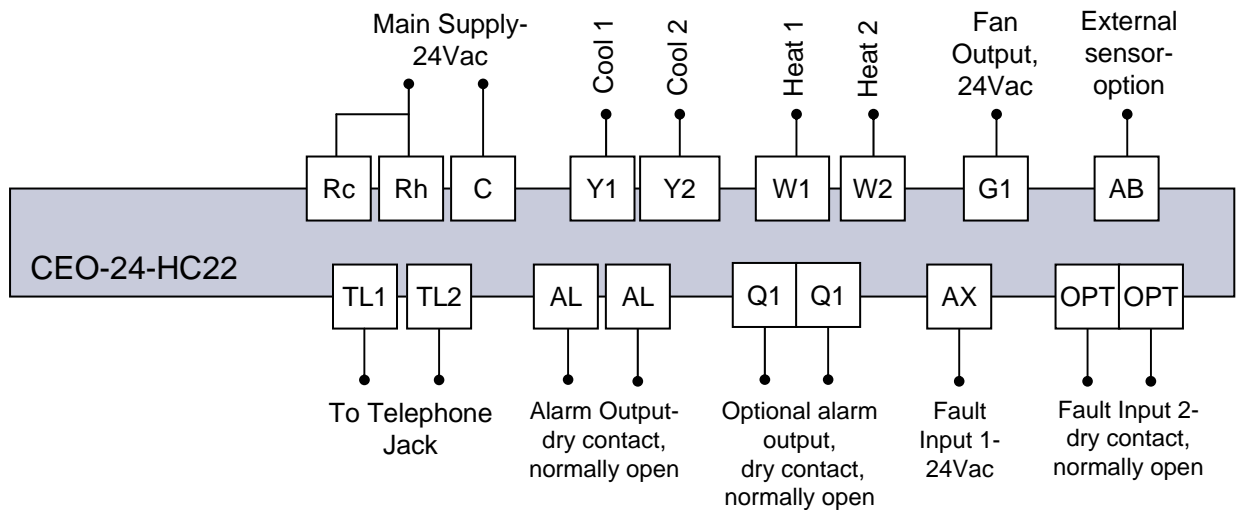 Main Supply-
24Vac
Cool 1
Cool 2
Heat 1
Heat 2
Fan
Output,
24Vac
External
sensor-
option
Rc
Rh
C
Y1
Y2
W1
W2
G1
AB
CEO-24-HC22
TL1
TL2
AL
AL
Q1
Q1
AX
OPT
OPT
To Telephone
Jack
Alarm Output-
dry contact,
normally open
Optional alarm
output,
dry contact,
normally open
Fault
Input 1-
24Vac
Fault Input 2-
dry contact,
normally open